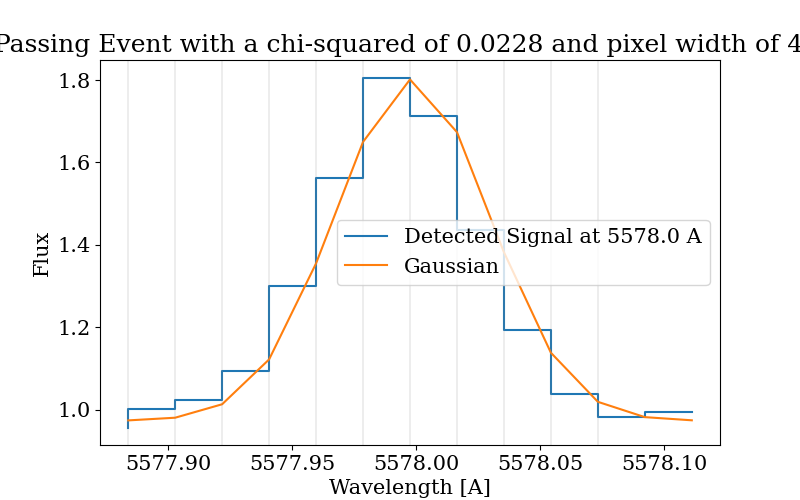 Passing Event with a chi-squared of 0.0228 and pixel width of 4
1.8
1.6
1.4
1.2
1.0
Flux
Detected Signal at 5578.0 A
Gaussian
5577.90 5577.95 5578.00 5578.05 5578.10
Wavelength [A]